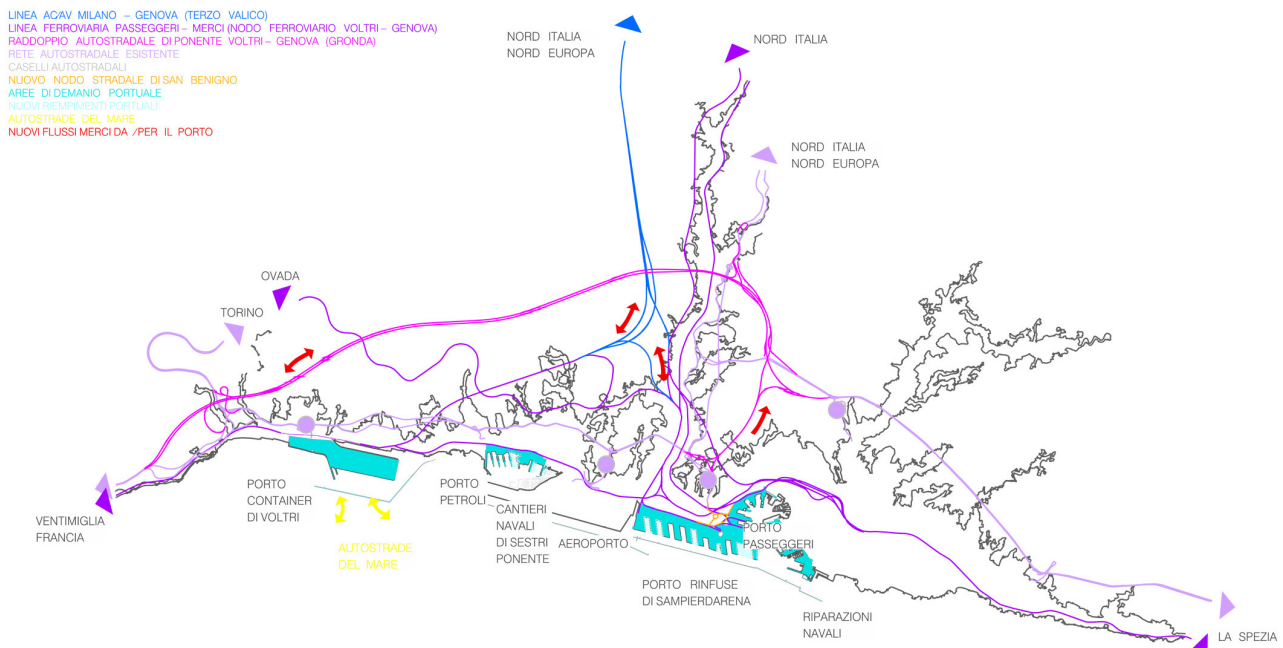 LINEA AC/AV MILANO – GENOVA (TERZO VALICO)
LINEA FERROVIARIA PASSEGGERI – MERCI (NODO FERROVIARIO VOLTRI – GENOVA)
RADDOPPIO AUTOSTRADALE DI PONENTE VOLTRI – GENOVA (GRONDA)
RETE AUTOSTRADALE ESISTENTE
CASELLI AUTOSTRADALI
NUOVO NODO STRADALE DI SAN BENIGNO
AREE DI DEMANIO PORTUALE
NUOVI RIEMPIMENTI PORTUALI
AUTOSTRADE DEL MARE
NUOVI FLUSSI MERCI DA /PER IL PORTO
NORD ITALIA
NORD EUROPA
NORD ITALIA
NORD ITALIA
NORD EUROPA
OVADA
TORINO
VENTIMIGLIA
FRANCIA
PORTO
CONTAINER
DI VOLTRI
AUTOSTRADE
DEL MARE
PORTO
PETROLI
CANTIERI
NAVALI
DI SESTRI
PONENTE
AEROPORTO
PORTO
PASSEGGERI
PORTO RINFUSE
DI SAMPIERDARENA
RIPARAZIONI
NAVALI
LA SPEZIA